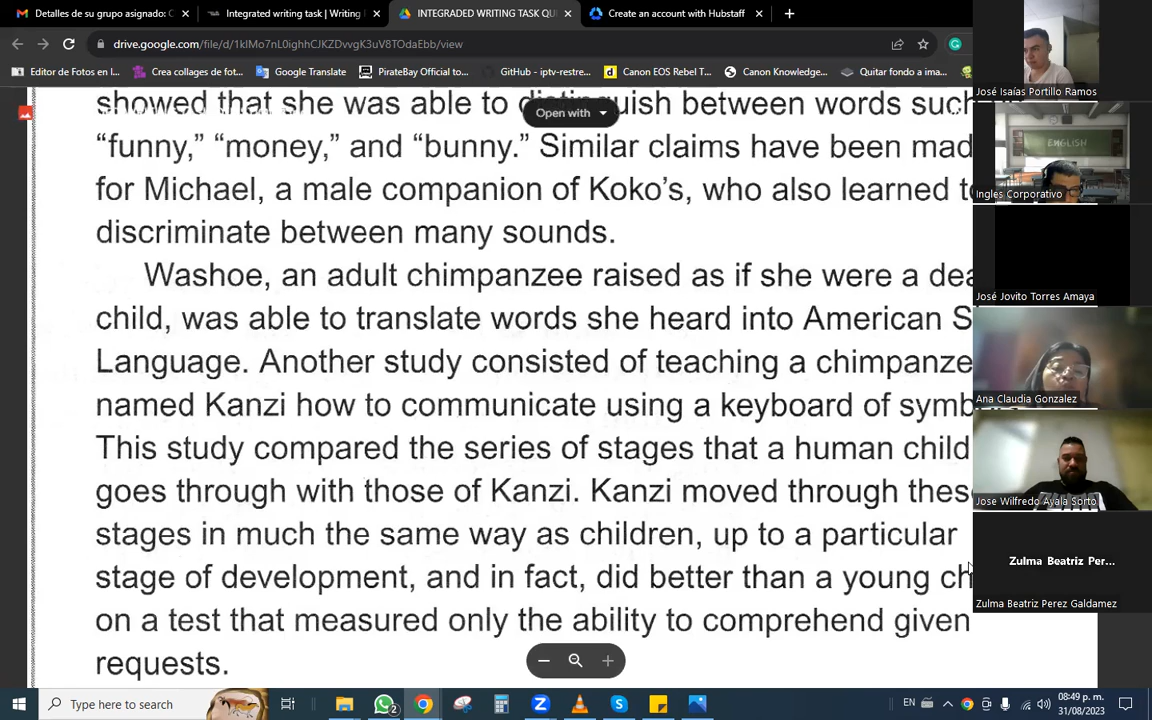 Detalles de su grupo asignado: C
Integrated writing task | Writing
INTEGRADED WRITING TASK QU
Create an account with Hubstaff
drive.google.com/file/d/1klMo7nL0ighhCJKZDvvgK3uV8TOdaEbb/view
Editor de Fotos en l...
Crea collages de fot...
Google Translate
PirateBay Official to...
GitHub - iptv-restre...
Canon EOS Rebel T...
Canon Knowledge...
Quitar fondo a ima...
showed that she was able to distinguish between words such
Open with
“funny,” “money,” and “bunny.” Similar claims have been mad
for Michael, a male companion of Koko’s, who also learned t
discriminate between many sounds.
Washoe, an adult chimpanzee raised as if she were a dea
child, was able to translate words she heard into American S
Language. Another study consisted of teaching a chimpanze
named Kanzi how to communicate using a keyboard of symb
This study compared the series of stages that a human child
goes through with those of Kanzi. Kanzi moved through thes
stages in much the same way as children, up to a particular
stage of development, and in fact, did better than a young ch
on a test that measured only the ability to comprehend given
requests.
José Isaías Portillo Ramos
ENGLISH
Ingles Corporativo
José Jovito Torres Amaya
Ana Claudia Gonzalez
Jose Wilfredo Ayala Sorto
Zulma Beatriz Per...
Zulma Beatriz Perez Galdamez
Type here to search
2
EN
08:49 p. m.
31/08/2023